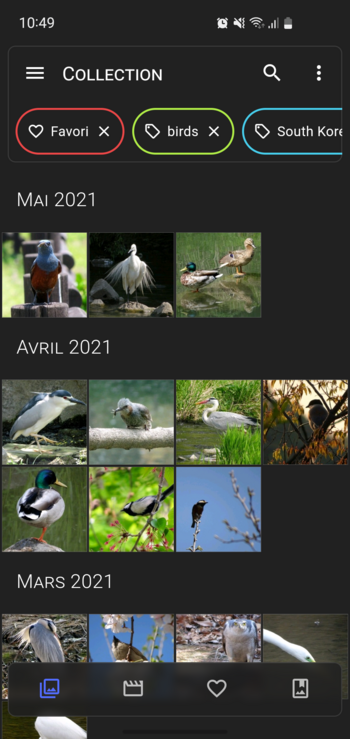 10:49
Collection
Favori
birds
South Kore
Mai 2021
Avril 2021
Mars 2021